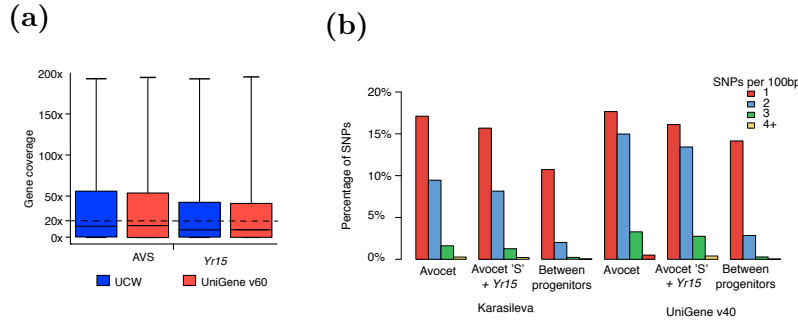 (a)
Gene coverage
200x
150x
50x
20x
0x
AVS
Yr15
UCW
UniGene v60
(b)
SNPs per 100bp
1
2
3
4+
Percentage of SNPs
20%
15%
10%
5%
0%
Avocet
Avocet 'S'
+ Yr15
Between
progenitors
Avocet
Avocet 'S'
+ Yr15
Between
progenitors
Karasileva
UniGene v40